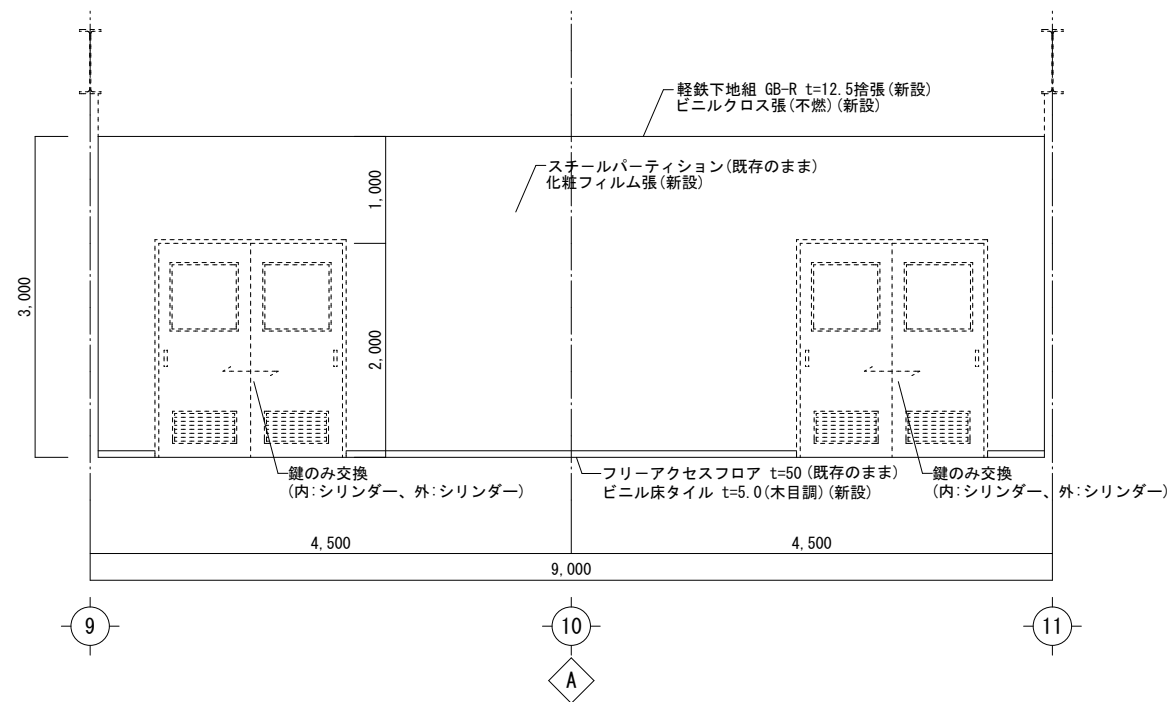 軽鉄下地組 GB-R t=12.5捨張(新設)
ビニルクロス張(不燃)(新設)
スチールパーティション(既存のまま)
化粧フィルム張(新設)
1,000
3,000
2,000
鍵のみ交換
(内:シリンダー、外:シリンダー)
フリーアクセスフロア t=50(既存のまま)
ビニル床タイル t=5.0(木目調)(新設)
鍵のみ交換
(内:シリンダー、外:シリンダー)
4,500
4,500
9,000
9
10
11
A